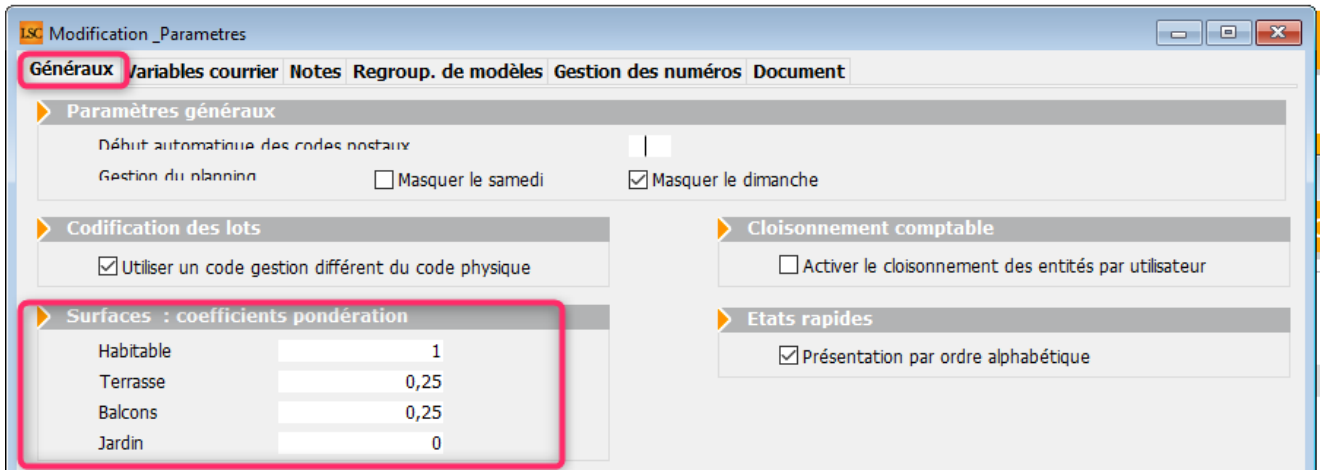 LSC Modification _Parametres
Généraux Variables courrier Notes Regroup. de modèles Gestion des numéros Document
Paramètres généraux
Début automatique des codes postaux
Gestion du planning Masquer le samedi Masquer le dimanche
Codification des lots Cloisonnement comptable
Utiliser un code gestion différent du code physique Activer le cloisonnement des entités par utilisateur
Surfaces : coefficients pondération Etats rapides
Habitable 1 Présentation par ordre alphabétique
Terrasse 0,25
Balcons 0,25
Jardin 0